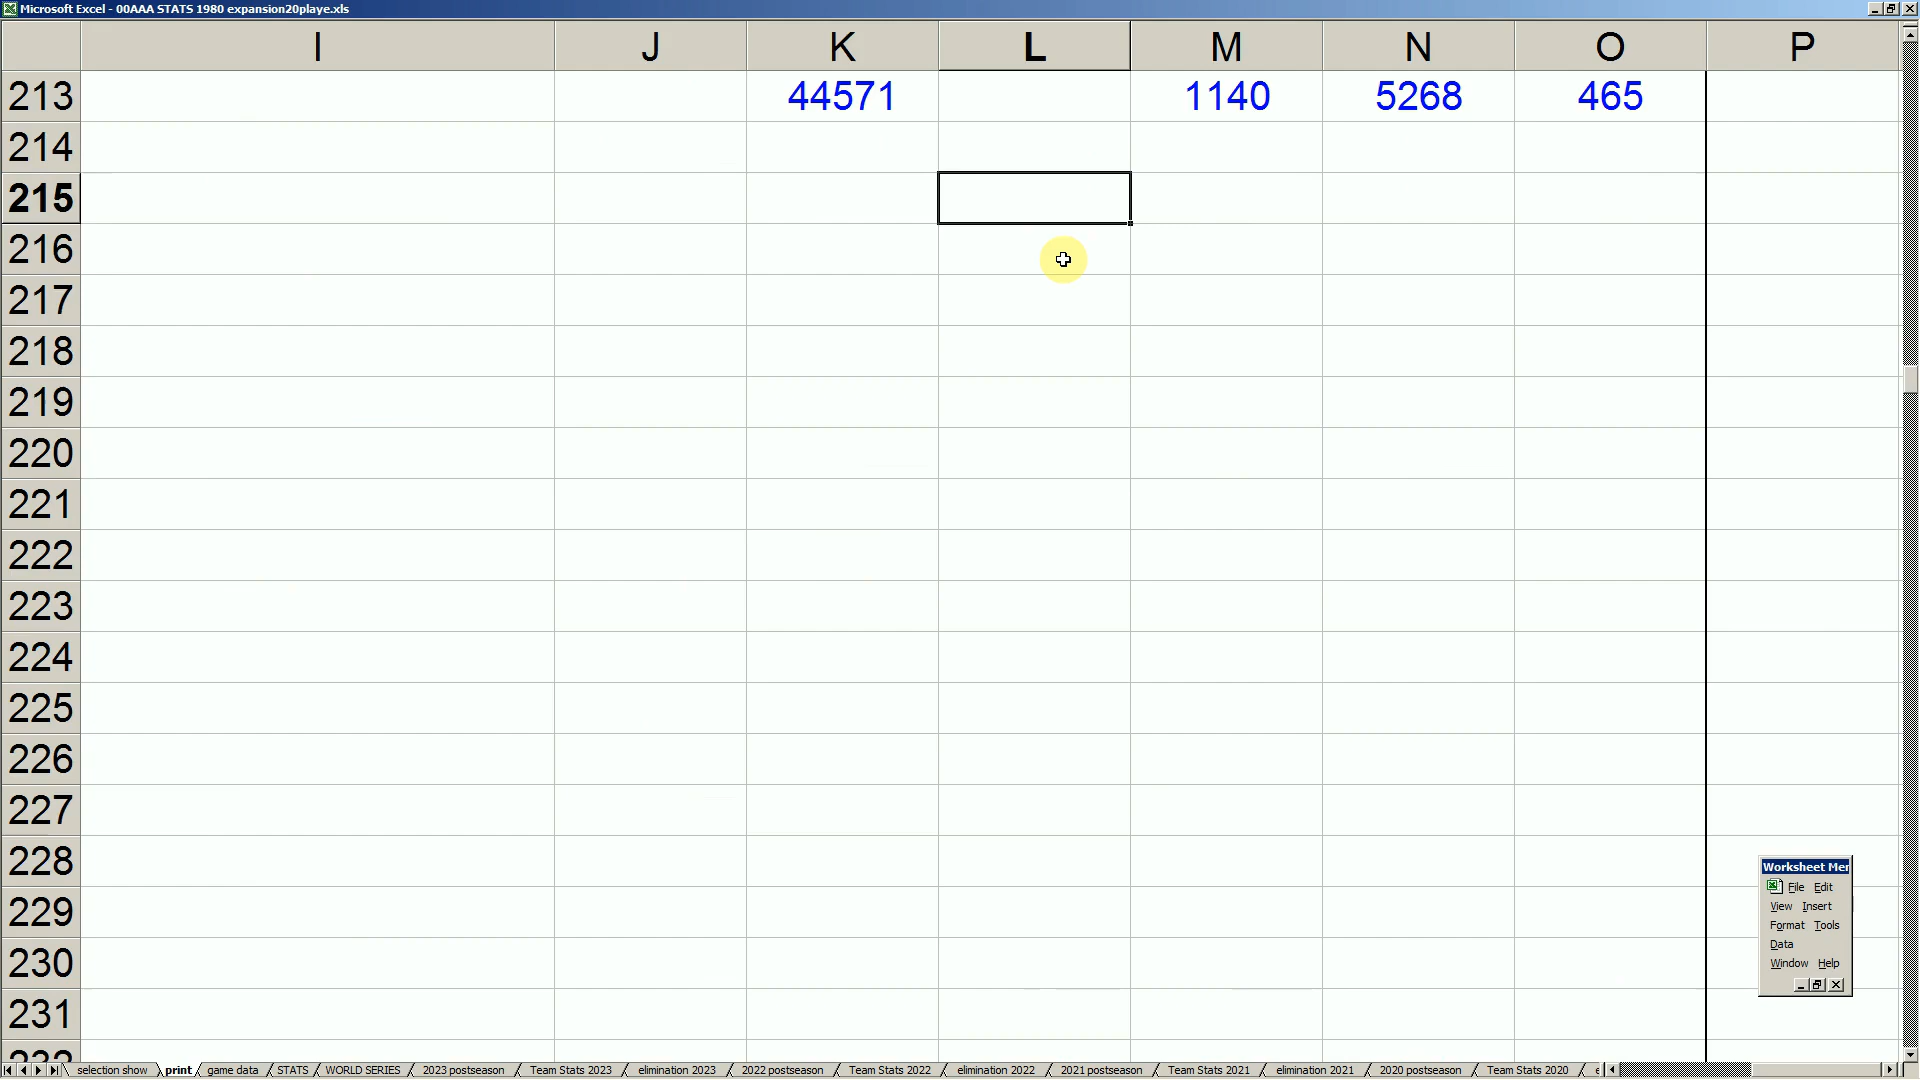 Microsoft Excel - 00AAA STATS 1980 expansion20playe.xls
I J K L M N O P
213 44571 1140 5268 465
214
215
216
217
218
219
220
221
222
223
224
225
226
227
228
229
230
231
232
Worksheet Mer
File Edit
View Insert
Format Tools
Data
Window Help
selection show print game data STATS WORLD SERIES 2023 postseason Team Stats 2023 elimination 2023 2022 postseason Team Stats 2022 elimination 2022 2021 postseason Team Stats 2021 elimination 2021 2020 postseason Team Stats 2020 e